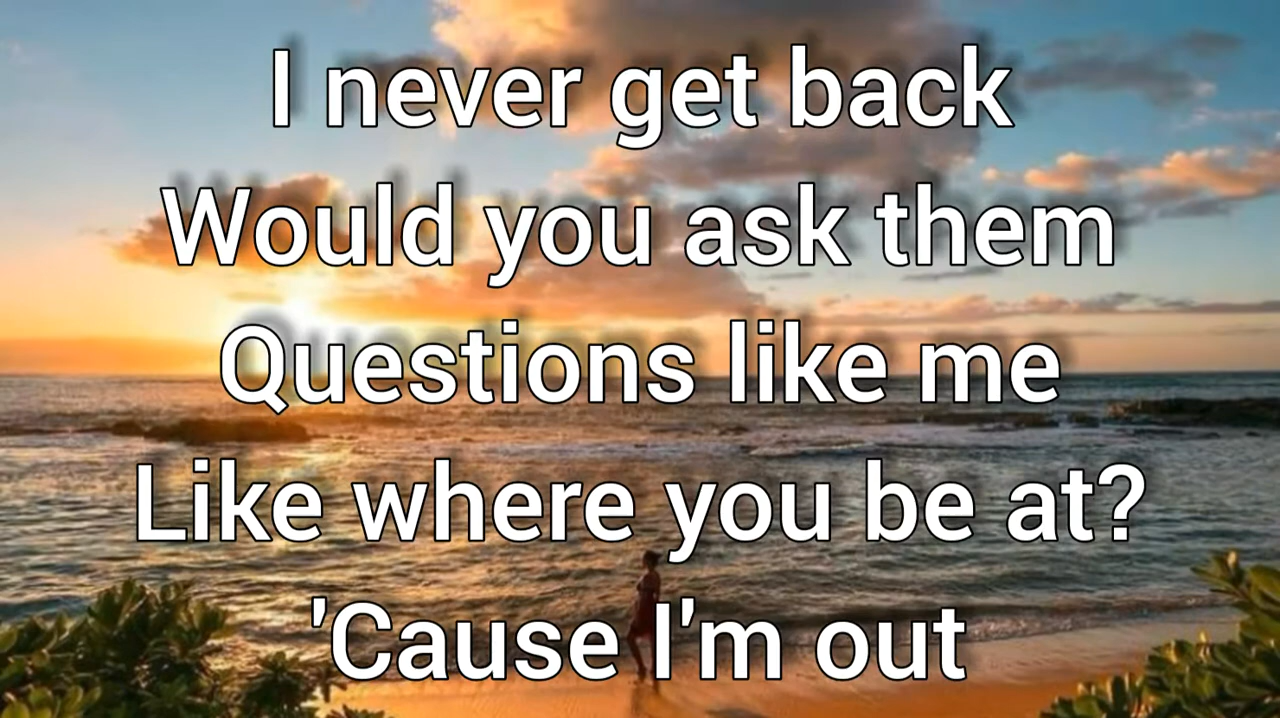 I never get back
Would you ask them
Questions like me
Like where you be at?
'Cause I'm out